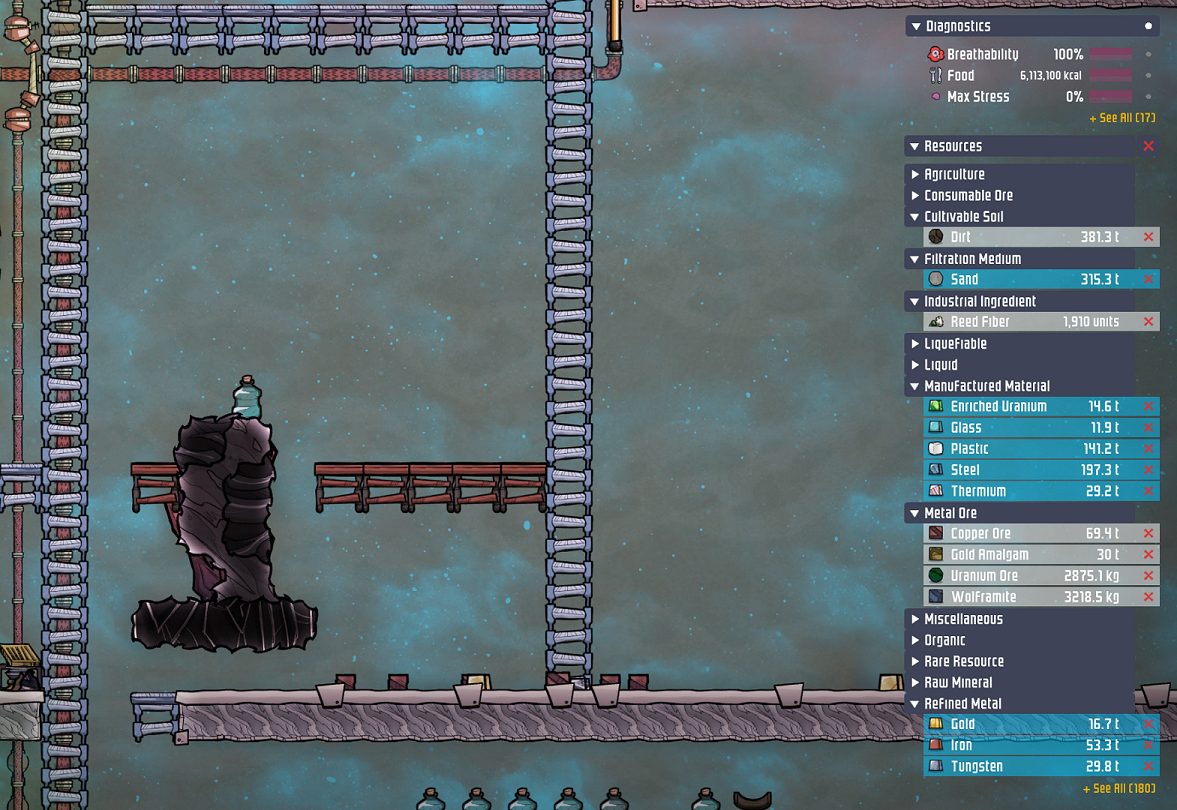 Diagnostics
Breathability 100%
Food 6,113,100 kcal
Max Stress 0%
+ See All (17)
Resources
Agriculture
Consumable Ore
Cultivable Soil
Dirt 381.3 t
Filtration Medium
Sand 315.3 t
Industrial Ingredient
Reed Fiber 1,910 units
Liquefiable
Liquid
Manufactured Material
Enriched Uranium 14.6 t
Glass 11.9 t
Plastic 141.2 t
Steel 197.3 t
Thermium 29.2 t
Metal Ore
Copper Ore 69.4 t
Gold Amalgam 30 t
Uranium Ore 2875.1 kg
Wolframite 3218.5 kg
Miscellaneous
Organic
Rare Resource
Raw Mineral
Refined Metal
Gold 16.7 t
Iron 53.3 t
Tungsten 29.8 t
+ See All (180)